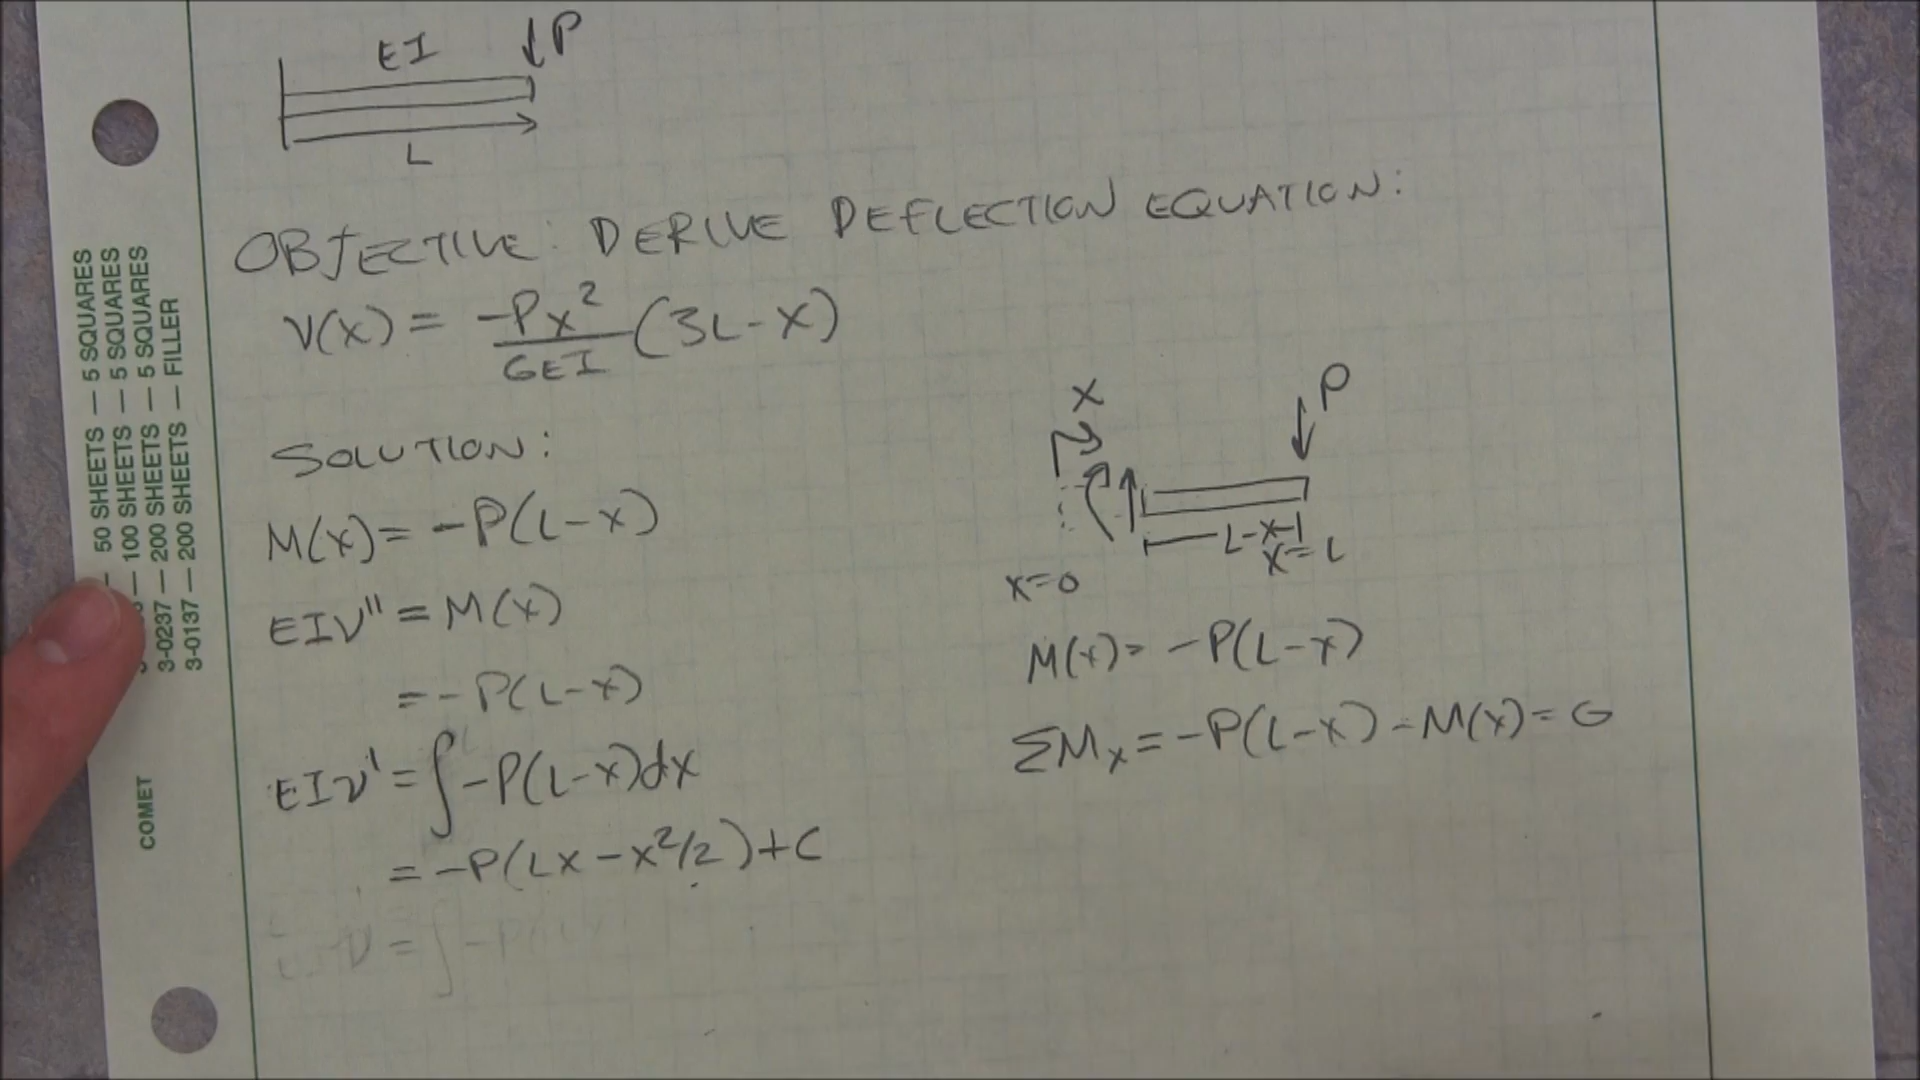 EI
↓P
L
OBJECTIVE: DERIVE DEFLECTION EQUATION:
v(x) = -Px²/6EI (3L-x)
SOLUTION:
M(x) = -P(L-x)
EIv" = M(x)
= -P(L-x)
EIv' = ∫-P(L-x)dx
= -P(Lx - x²/2) + C
v = ∫-P
X
P
L-x
x=L
x=0
M(x) = -P(L-x)
ΣMx = -P(L-x) - M(x) = 0
50 SHEETS — 5 SQUARES
100 SHEETS — 5 SQUARES
3-0237 — 200 SHEETS — 5 SQUARES
3-0137 — 200 SHEETS — FILLER
COMET